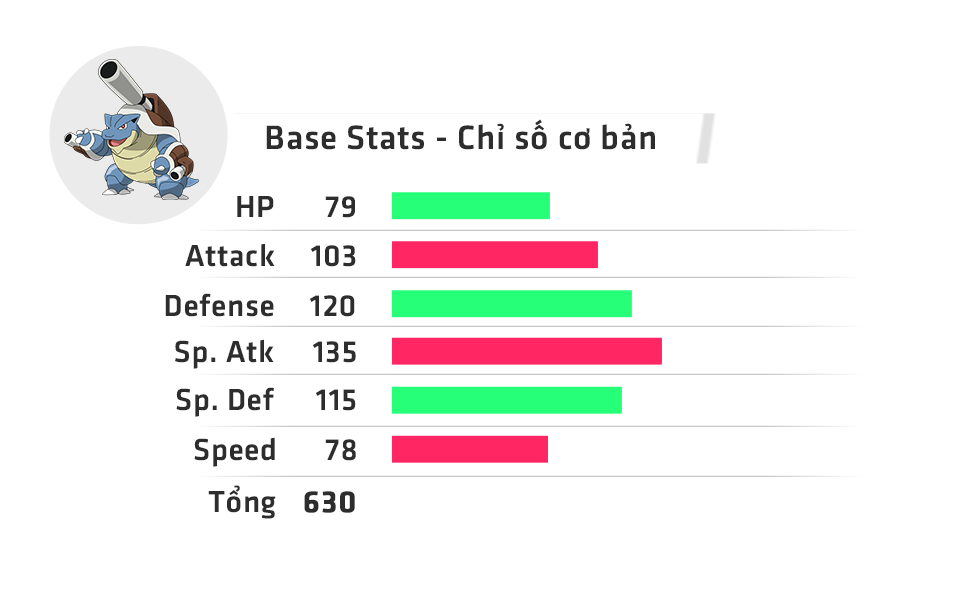 Base Stats - Chỉ số cơ bản
HP 79
Attack 103
Defense 120
Sp. Atk 135
Sp. Def 115
Speed 78
Tổng 630